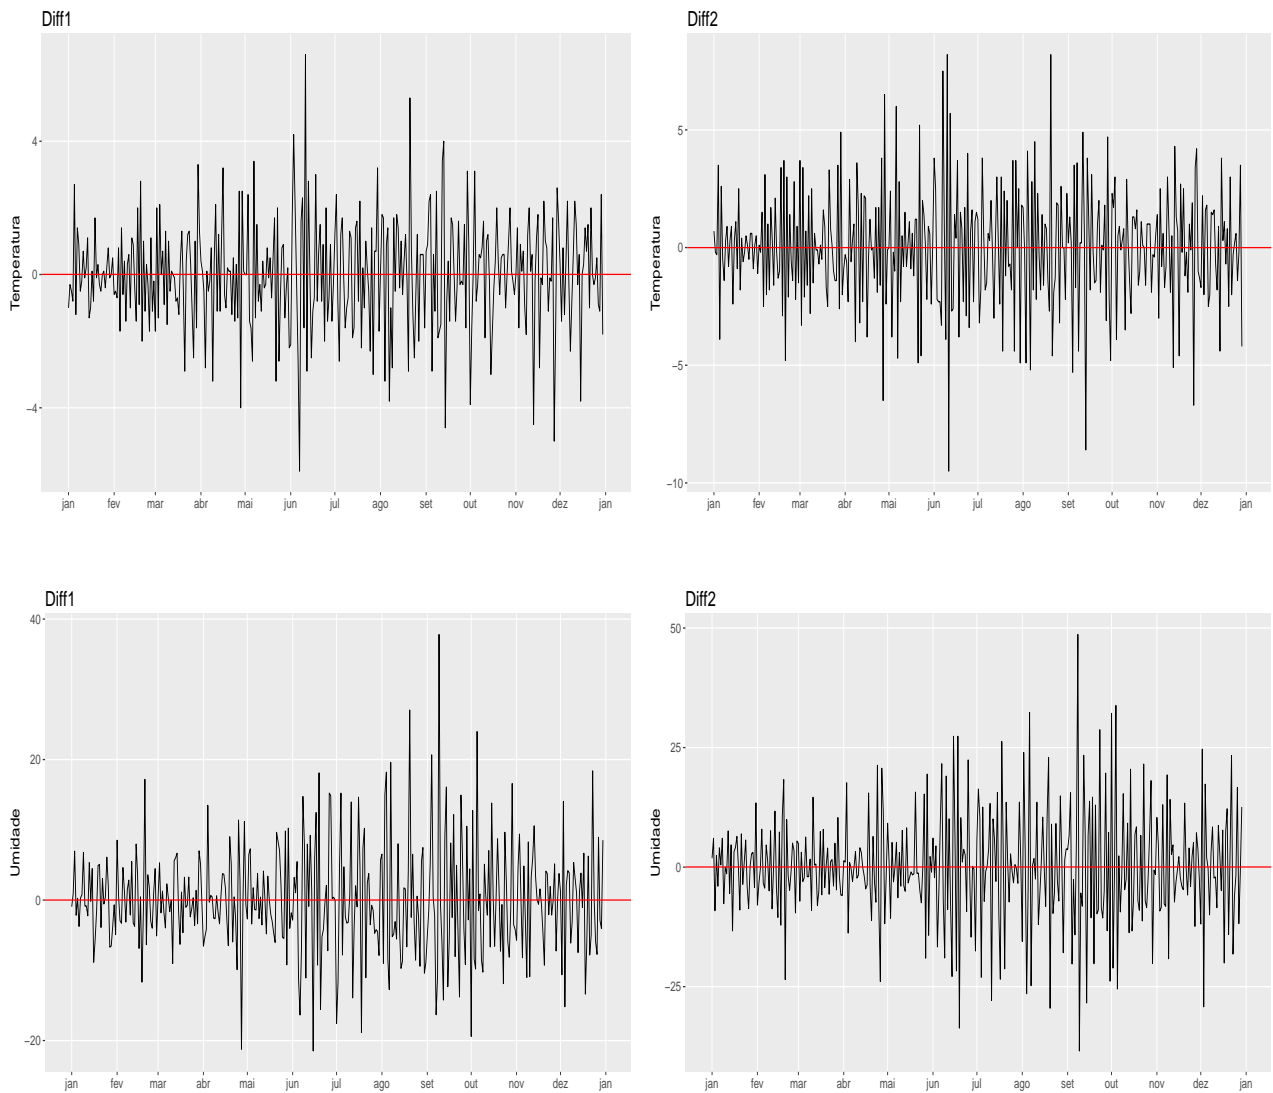 Diff1
Temperatura
4
0
−4
jan fev mar abr mai jun jul ago set out nov dez jan
Diff2
Temperatura
5
0
−5
−10
jan fev mar abr mai jun jul ago set out nov dez jan
Diff1
Umidade
40
20
0
−20
jan fev mar abr mai jun jul ago set out nov dez jan
Diff2
Umidade
50
25
0
−25
jan fev mar abr mai jun jul ago set out nov dez jan